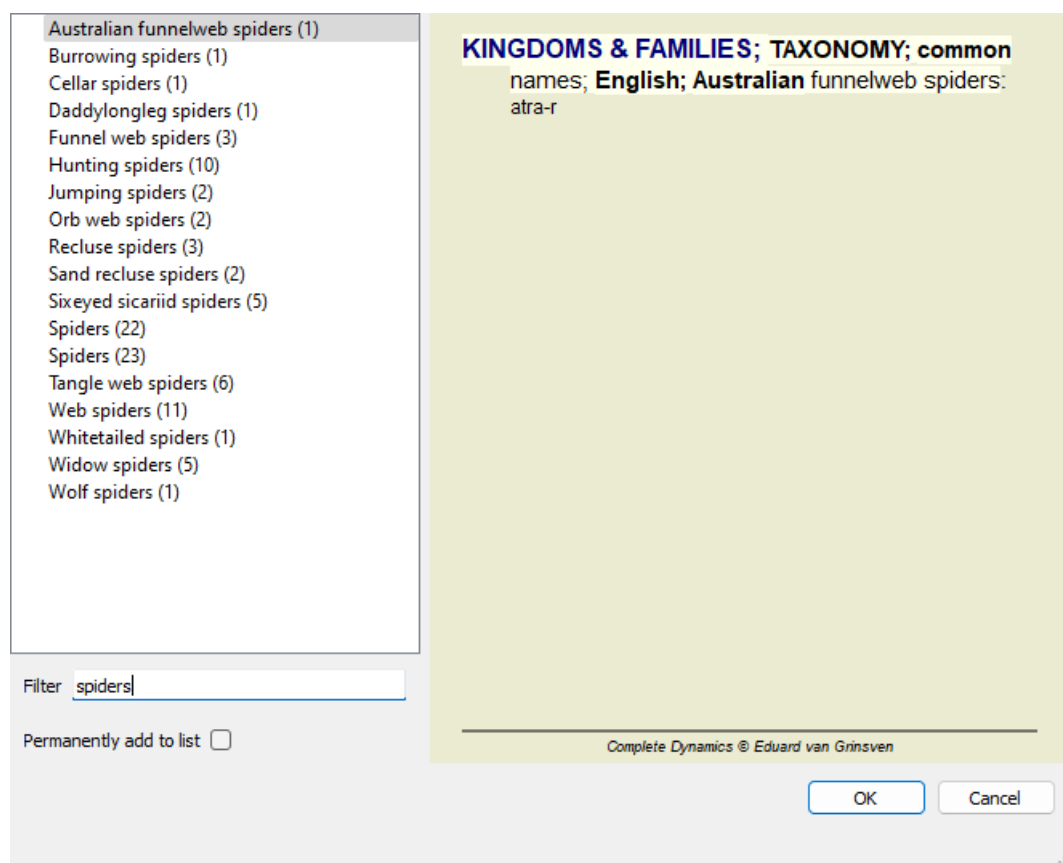 Australian funnelweb spiders (1)
Burrowing spiders (1)
Cellar spiders (1)
Daddylongleg spiders (1)
Funnel web spiders (3)
Hunting spiders (10)
Jumping spiders (2)
Orb web spiders (2)
Recluse spiders (3)
Sand recluse spiders (2)
Sixeyed sicariid spiders (5)
Spiders (22)
Spiders (23)
Tangle web spiders (6)
Web spiders (11)
Whitetailed spiders (1)
Widow spiders (5)
Wolf spiders (1)
Filter spiders
Permanently add to list
KINGDOMS & FAMILIES; TAXONOMY; common
names; English; Australian funnelweb spiders:
atra-r
Complete Dynamics © Eduard van Grinsven
OK Cancel